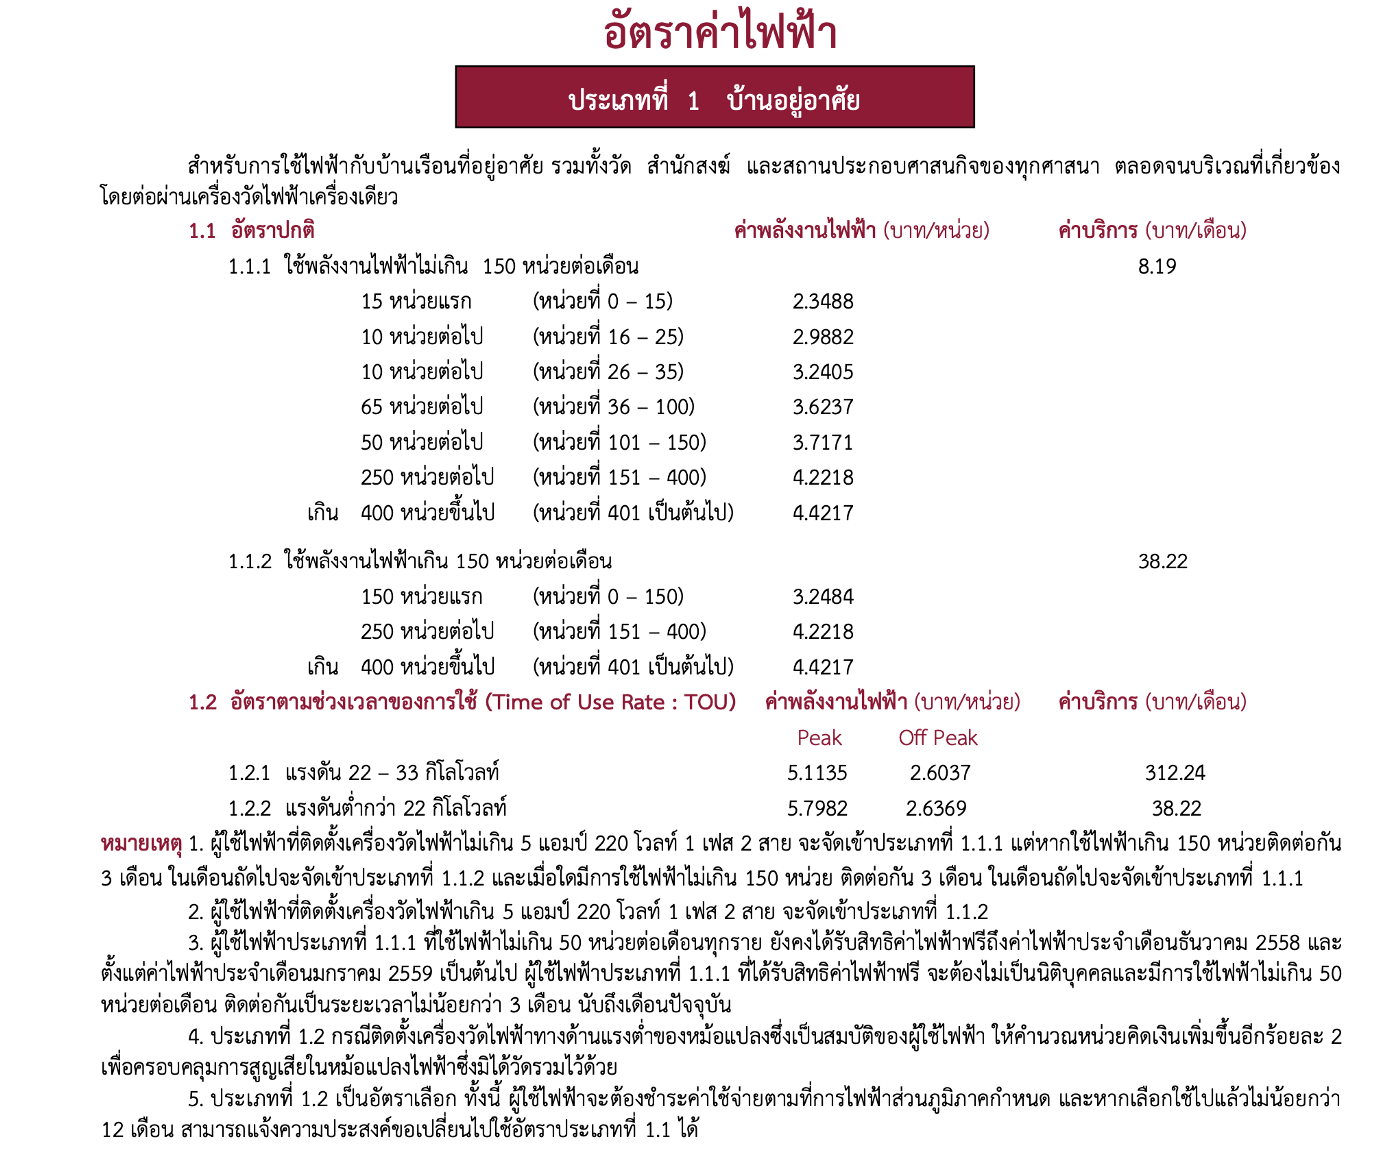 อัตราค่าไฟฟ้า
ประเภทที่ 1 บ้านอยู่อาศัย
สำหรับการใช้ไฟฟ้ากับบ้านเรือนที่อยู่อาศัย รวมทั้งวัด สำนักสงฆ์ และสถานประกอบศาสนกิจของทุกศาสนา ตลอดจนบริเวณที่เกี่ยวข้อง
โดยต่อผ่านเครื่องวัดไฟฟ้าเครื่องเดียว
1.1 อัตราปกติ ค่าพลังงานไฟฟ้า (บาท/หน่วย) ค่าบริการ (บาท/เดือน)
1.1.1 ใช้พลังงานไฟฟ้าไม่เกิน 150 หน่วยต่อเดือน 8.19
15 หน่วยแรก (หน่วยที่ 0 – 15) 2.3488
10 หน่วยต่อไป (หน่วยที่ 16 – 25) 2.9882
10 หน่วยต่อไป (หน่วยที่ 26 – 35) 3.2405
65 หน่วยต่อไป (หน่วยที่ 36 – 100) 3.6237
50 หน่วยต่อไป (หน่วยที่ 101 – 150) 3.7171
250 หน่วยต่อไป (หน่วยที่ 151 – 400) 4.2218
เกิน 400 หน่วยขึ้นไป (หน่วยที่ 401 เป็นต้นไป) 4.4217
1.1.2 ใช้พลังงานไฟฟ้าเกิน 150 หน่วยต่อเดือน 38.22
150 หน่วยแรก (หน่วยที่ 0 – 150) 3.2484
250 หน่วยต่อไป (หน่วยที่ 151 – 400) 4.2218
เกิน 400 หน่วยขึ้นไป (หน่วยที่ 401 เป็นต้นไป) 4.4217
1.2 อัตราตามช่วงเวลาของการใช้ (Time of Use Rate : TOU) ค่าพลังงานไฟฟ้า (บาท/หน่วย) ค่าบริการ (บาท/เดือน)
Peak Off Peak
1.2.1 แรงดัน 22 – 33 กิโลโวลท์ 5.1135 2.6037 312.24
1.2.2 แรงดันต่ำกว่า 22 กิโลโวลท์ 5.7982 2.6369 38.22
หมายเหตุ 1. ผู้ใช้ไฟฟ้าที่ติดตั้งเครื่องวัดไฟฟ้าไม่เกิน 5 แอมป์ 220 โวลท์ 1 เฟส 2 สาย จะจัดเข้าประเภทที่ 1.1.1 แต่หากใช้ไฟฟ้าเกิน 150 หน่วยติดต่อกัน
3 เดือน ในเดือนถัดไปจะจัดเข้าประเภทที่ 1.1.2 และเมื่อใดมีการใช้ไฟฟ้าไม่เกิน 150 หน่วย ติดต่อกัน 3 เดือน ในเดือนถัดไปจะจัดเข้าประเภทที่ 1.1.1
2. ผู้ใช้ไฟฟ้าที่ติดตั้งเครื่องวัดไฟฟ้าเกิน 5 แอมป์ 220 โวลท์ 1 เฟส 2 สาย จะจัดเข้าประเภทที่ 1.1.2
3. ผู้ใช้ไฟฟ้าประเภทที่ 1.1.1 ที่ใช้ไฟฟ้าไม่เกิน 50 หน่วยต่อเดือนทุกราย ยังคงได้รับสิทธิค่าไฟฟ้าฟรีถึงค่าไฟฟ้าประจำเดือนธันวาคม 2558 และ
ตั้งแต่ค่าไฟฟ้าประจำเดือนมกราคม 2559 เป็นต้นไป ผู้ใช้ไฟฟ้าประเภทที่ 1.1.1 ที่ได้รับสิทธิค่าไฟฟ้าฟรี จะต้องไม่เป็นนิติบุคคลและมีการใช้ไฟฟ้าไม่เกิน 50
หน่วยต่อเดือน ติดต่อกันเป็นระยะเวลาไม่น้อยกว่า 3 เดือน นับถึงเดือนปัจจุบัน
4. ประเภทที่ 1.2 กรณีติดตั้งเครื่องวัดไฟฟ้าทางด้านแรงต่ำของหม้อแปลงซึ่งเป็นสมบัติของผู้ใช้ไฟฟ้า ให้คำนวณหน่วยคิดเงินเพิ่มขึ้นอีกร้อยละ 2
เพื่อครอบคลุมการสูญเสียในหม้อแปลงไฟฟ้าซึ่งมิได้วัดรวมไว้ด้วย
5. ประเภทที่ 1.2 เป็นอัตราเลือก ทั้งนี้ ผู้ใช้ไฟฟ้าจะต้องชำระค่าใช้จ่ายตามที่การไฟฟ้าส่วนภูมิภาคกำหนด และหากเลือกใช้ไปแล้วไม่น้อยกว่า
12 เดือน สามารถแจ้งความประสงค์ขอเปลี่ยนไปใช้อัตราประเภทที่ 1.1 ได้